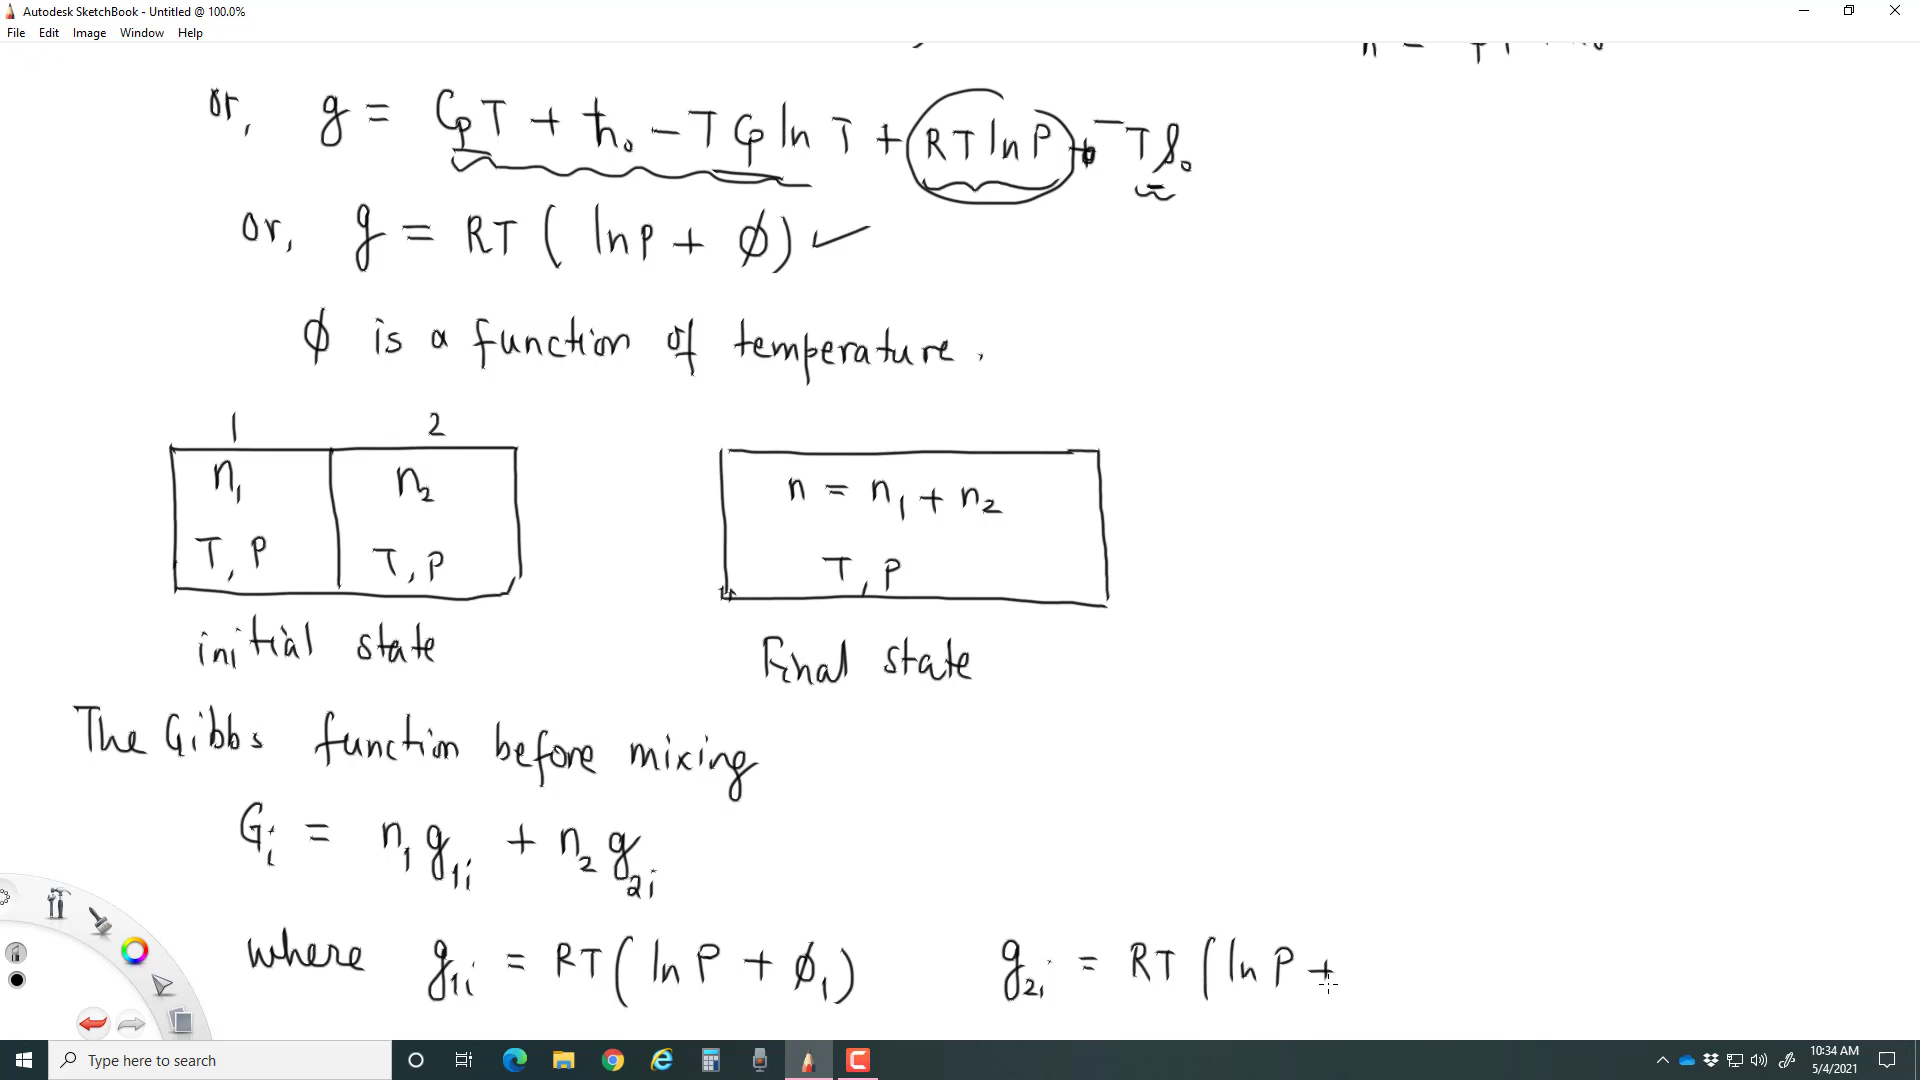 Autodesk SketchBook - Untitled @ 100.0%
File Edit Image Window Help
or, g = CpT + h₀ - T Cp ln T + RT ln P - T s₀
or, g = RT ( ln P + ϕ) ✓
ϕ is a function of temperature.
1 2
n₁ n₂ n = n₁ + n₂
T, P T, P T, P
initial state Final state
The Gibbs function before mixing
Gᵢ = n₁ g₁ᵢ + n₂ g₂ᵢ
where g₁ᵢ = RT ( ln P + ϕ₁) g₂ᵢ = RT ( ln P +
Type here to search
10:34 AM
5/4/2021